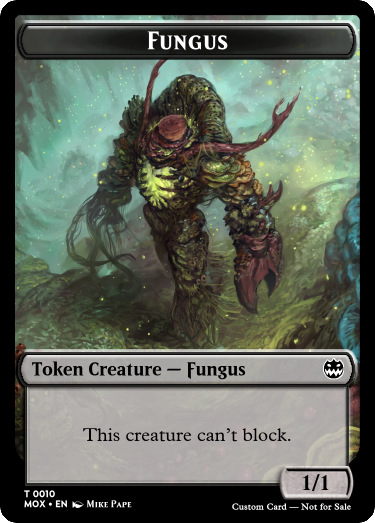 Fungus
Token Creature — Fungus
This creature can't block.
1/1
T 0010
MOX • EN Mike Pape
Custom Card — Not for Sale